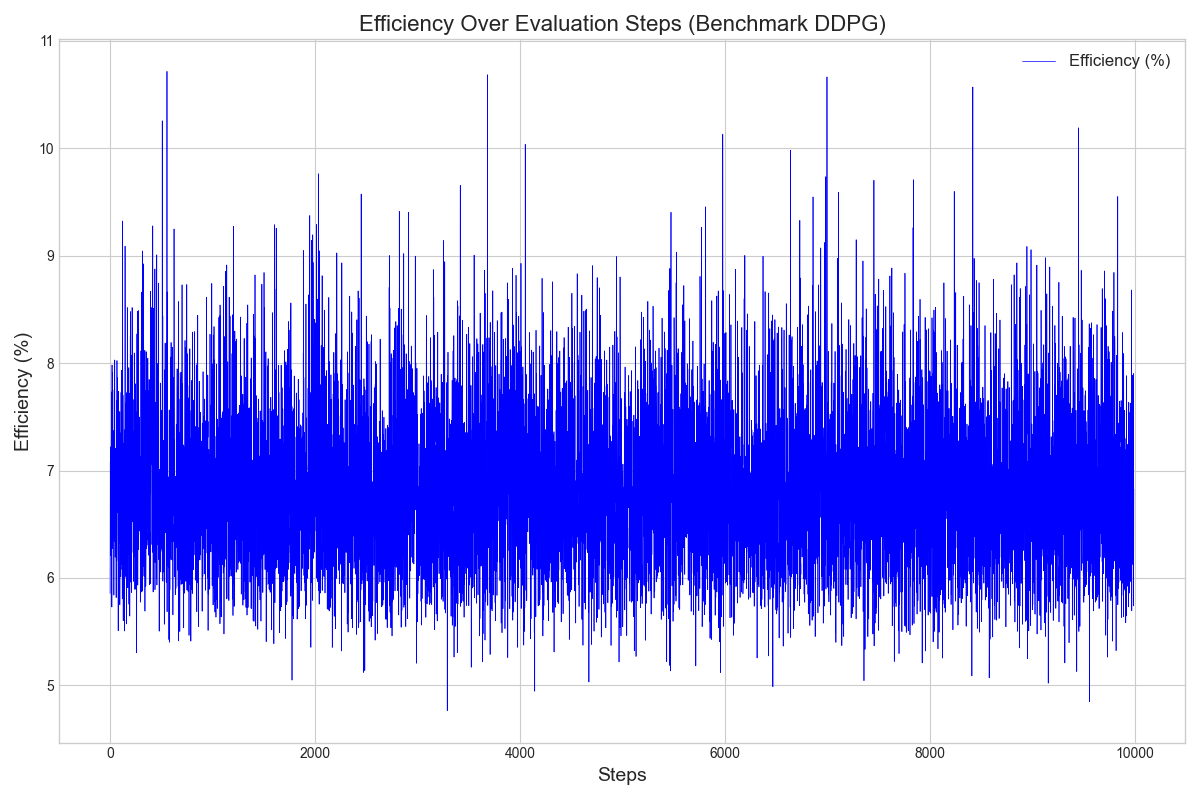 Efficiency Over Evaluation Steps (Benchmark DDPG)
Efficiency (%)
11
10
9
8
7
6
5
Efficiency (%)
0 2000 4000 6000 8000 10000
Steps